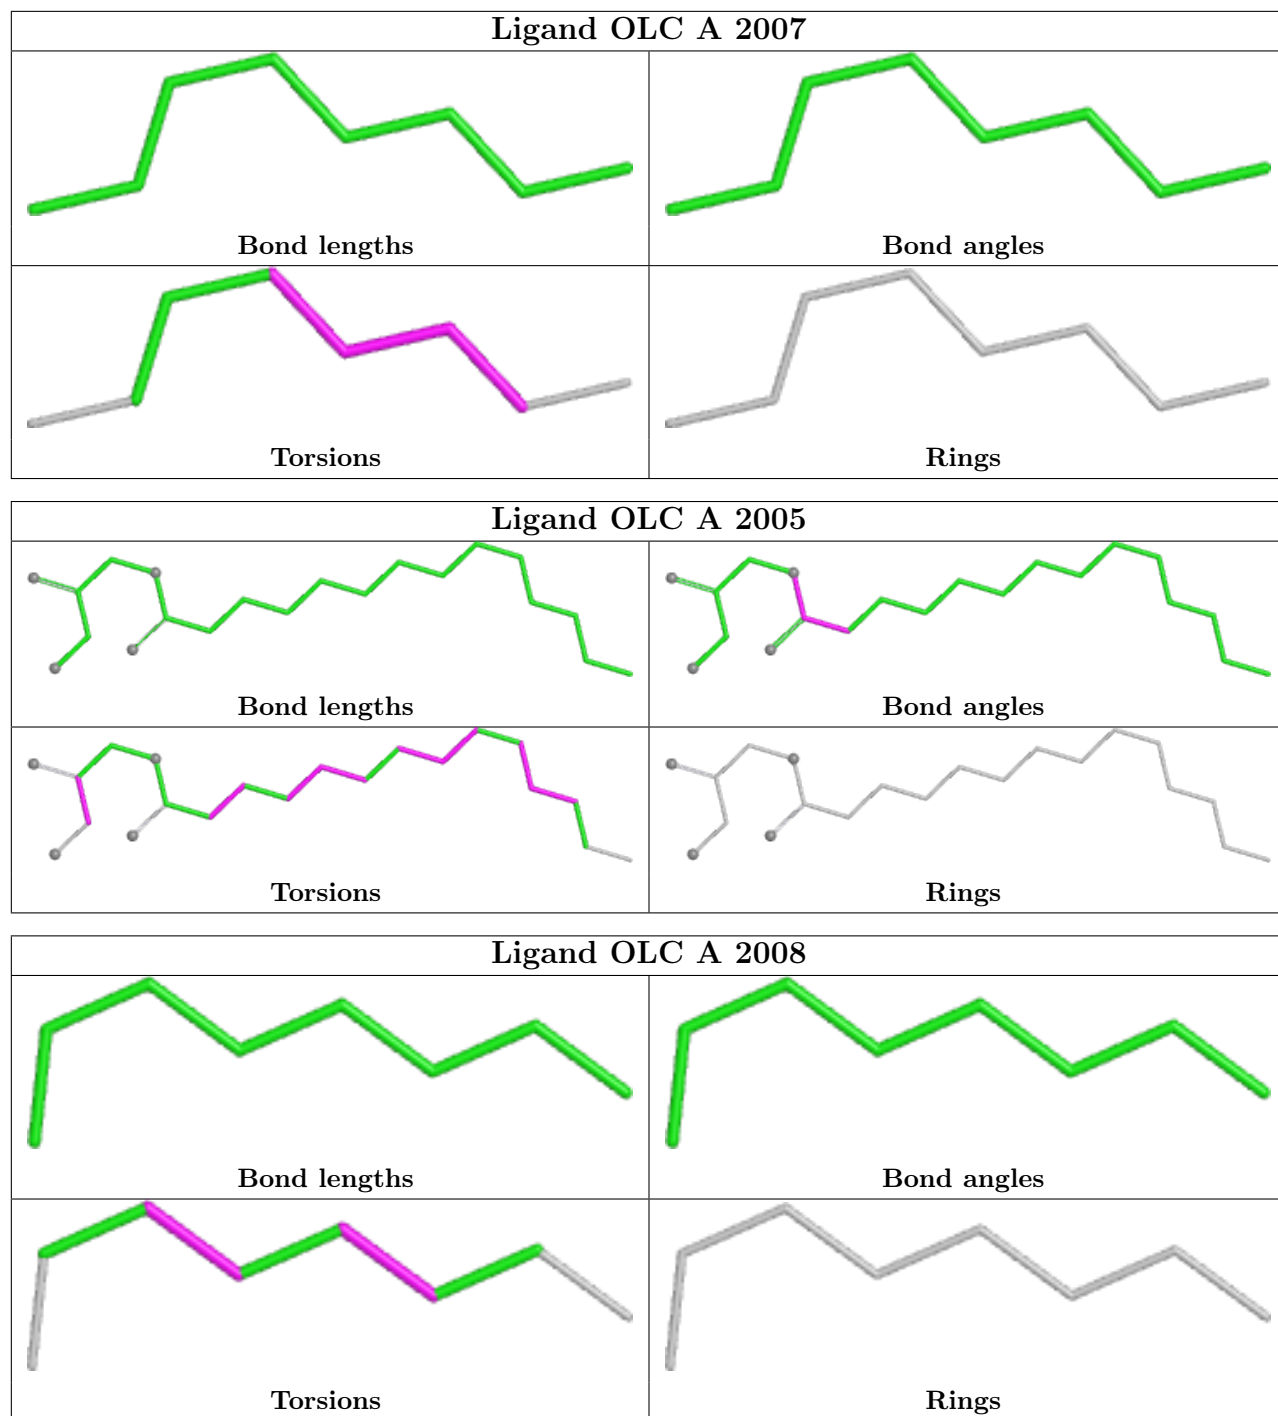 Ligand OLC A 2007
Bond lengths
Bond angles
Torsions
Rings
Ligand OLC A 2005
Bond lengths
Bond angles
Torsions
Rings
Ligand OLC A 2008
Bond lengths
Bond angles
Torsions
Rings